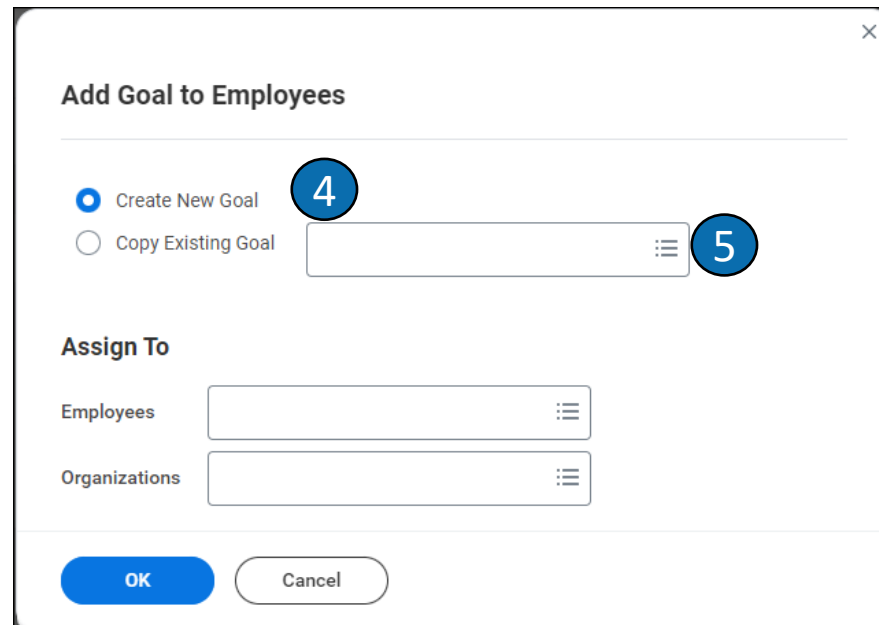 Add Goal to Employees
Create New Goal 4
Copy Existing Goal 5
Assign To
Employees
Organizations
OK Cancel